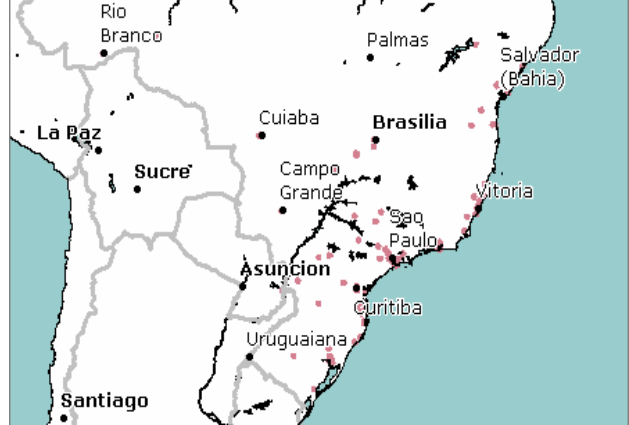 Rio
Branco
Palmas
Salvador
(Bahia)
Cuiaba
Brasilia
La Paz
Sucre
Campo
Grande
Vitoria
Sao
Paulo
Asuncion
Curitiba
Uruguaiana
Santiago